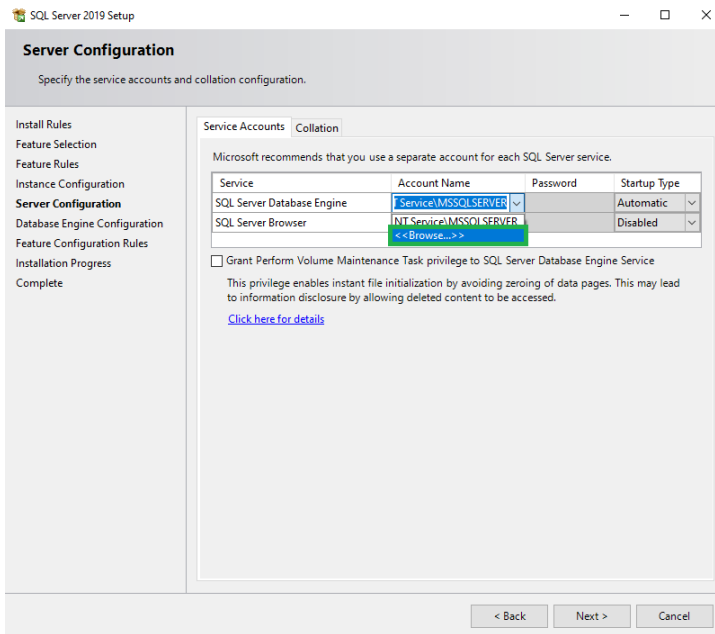 SQL Server 2019 Setup
Server Configuration
Specify the service accounts and collation configuration.
Install Rules
Feature Selection
Feature Rules
Instance Configuration
Server Configuration
Database Engine Configuration
Feature Configuration Rules
Installation Progress
Complete
Service Accounts Collation
Microsoft recommends that you use a separate account for each SQL Server service.
Service Account Name Password Startup Type
SQL Server Database Engine Service\MSSQLSERVER Automatic
SQL Server Browser NT Service\MSSQLSERVER Disabled
<<Browse...>>
Grant Perform Volume Maintenance Task privilege to SQL Server Database Engine Service
This privilege enables instant file initialization by avoiding zeroing of data pages. This may lead
to information disclosure by allowing deleted content to be accessed.
Click here for details
< Back Next > Cancel